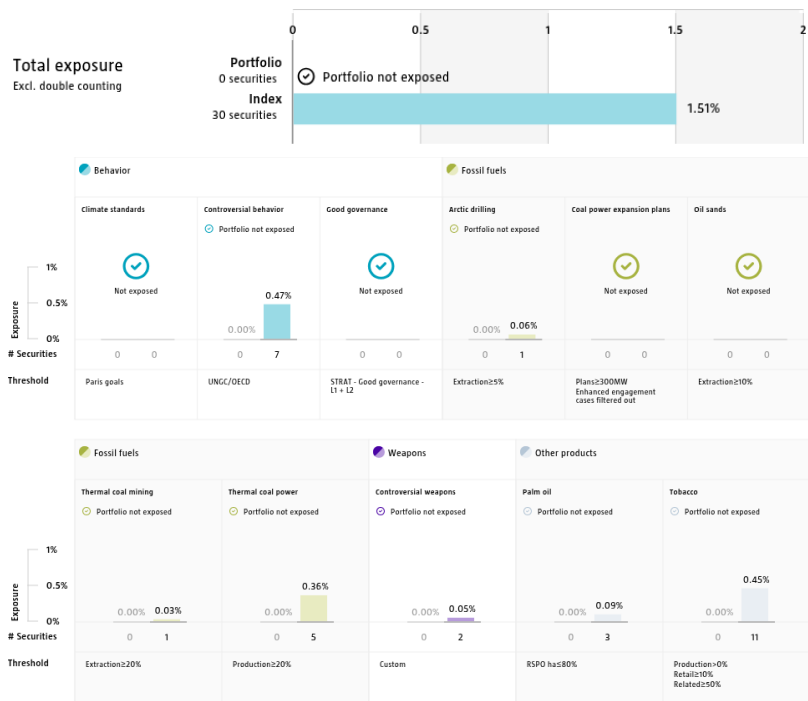 0 0.5 1 1.5 2
Total exposure
Excl. double counting
Portfolio
0 securities
Portfolio not exposed
Index
30 securities
1.51%
Behavior
Fossil fuels
Climate standards
Controversial behavior
Good governance
Arctic drilling
Coal power expansion plans
Oil sands
Portfolio not exposed
Portfolio not exposed
Not exposed
Not exposed
Not exposed
Not exposed
Exposure
1%
0.5%
0%
0.00% 0.47%
0.00% 0.06%
# Securities
0 0
0 7
0 0
0 1
0 0
0 0
Threshold
Paris goals
UNGC/OECD
STRAT - Good governance -
L1 + L2
Extraction≥5%
Plans≥300MW
Enhanced engagement
cases filtered out
Extraction≥10%
Fossil fuels
Weapons
Other products
Thermal coal mining
Thermal coal power
Controversial weapons
Palm oil
Tobacco
Portfolio not exposed
Portfolio not exposed
Portfolio not exposed
Portfolio not exposed
Portfolio not exposed
Exposure
1%
0.5%
0%
0.00% 0.03%
0.00% 0.36%
0.00% 0.05%
0.00% 0.09%
0.00% 0.45%
# Securities
0 1
0 5
0 2
0 3
0 11
Threshold
Extraction≥20%
Production≥20%
Custom
RSPO ha≤80%
Production>0%
Retail≥10%
Related≥50%